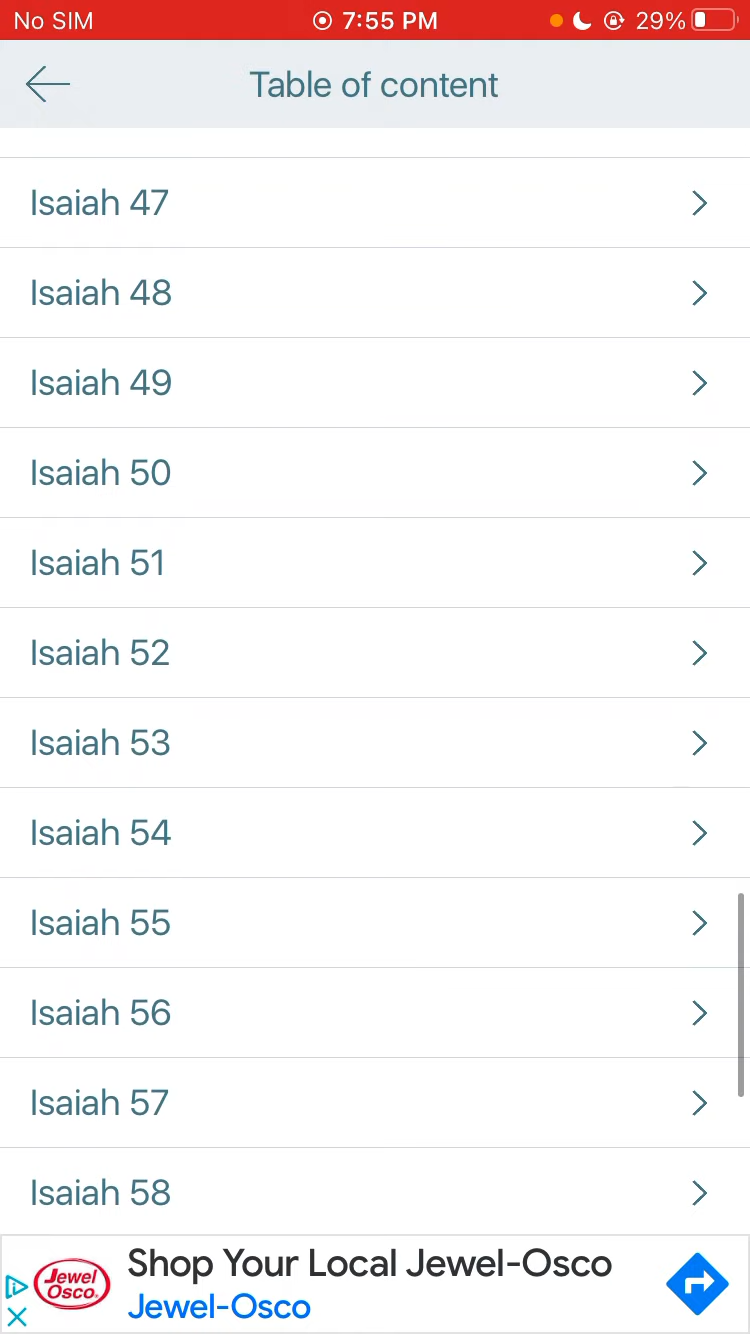 No SIM 7:55 PM 29%
Table of content
Isaiah 47
Isaiah 48
Isaiah 49
Isaiah 50
Isaiah 51
Isaiah 52
Isaiah 53
Isaiah 54
Isaiah 55
Isaiah 56
Isaiah 57
Isaiah 58
Jewel
Osco
Shop Your Local Jewel-Osco
Jewel-Osco